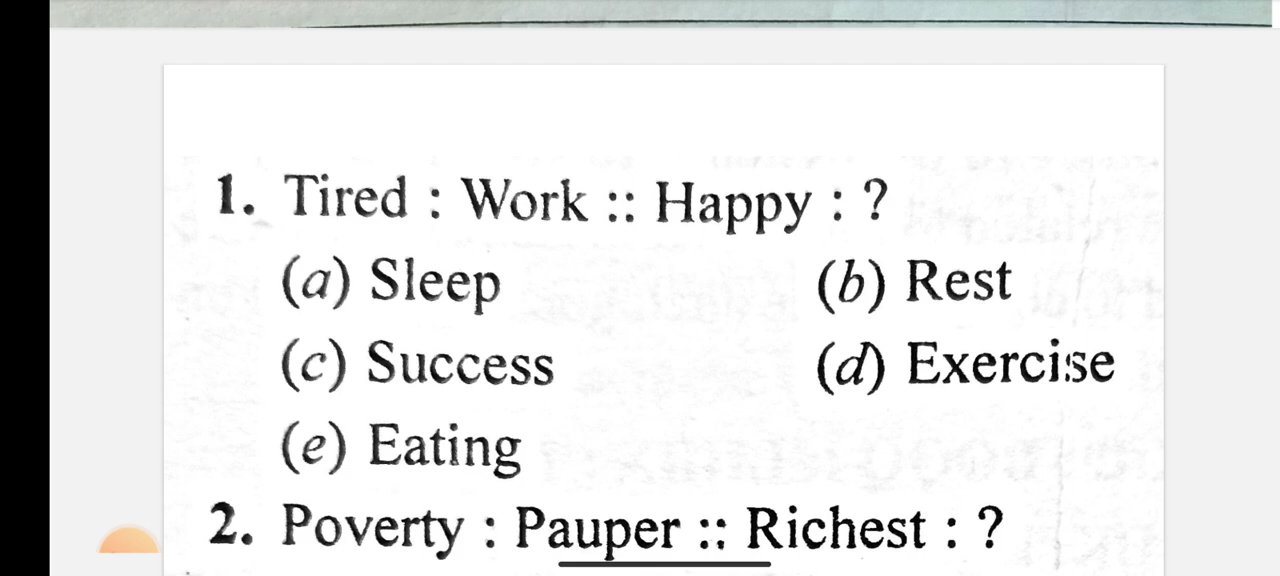 1. Tired : Work :: Happy : ?
(a) Sleep (b) Rest
(c) Success (d) Exercise
(e) Eating
2. Poverty : Pauper :: Richest : ?